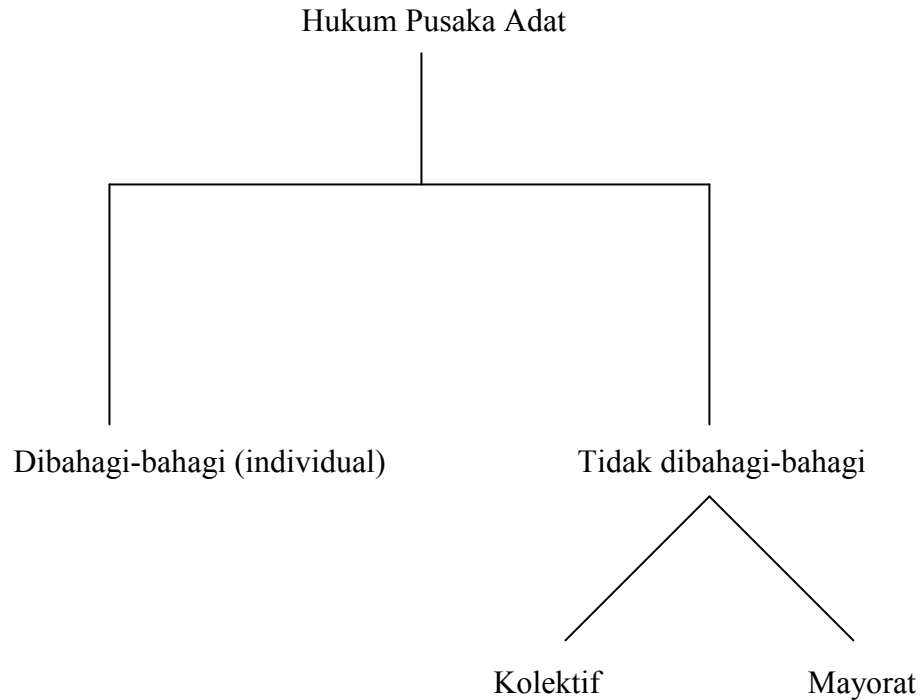 Hukum Pusaka Adat
Dibahagi-bahagi (individual)
Tidak dibahagi-bahagi
Kolektif
Mayorat